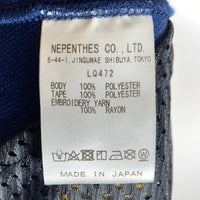 NEPENTHES CO., LTD.
5-44-1, JINGUMAE SHIBUYA, TOKYO
LQ472
BODY 100% POLYESTER
TAPE 100% POLYESTER
EMBROIDERY YARN
100% RAYON
MADE IN JAPAN